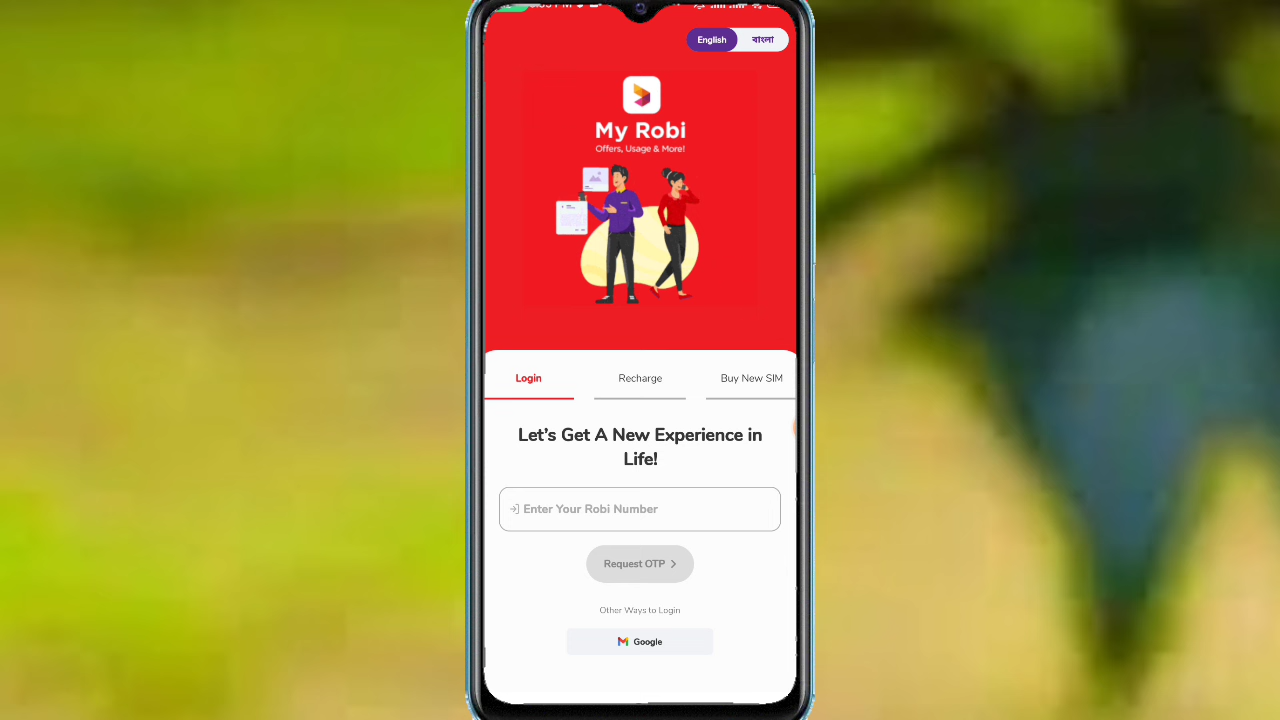 English
বাংলা
My Robi
Offers, Usage & More!
Login
Recharge
Buy New SIM
Let's Get A New Experience in
Life!
Enter Your Robi Number
Request OTP
Other Ways to Login
Google